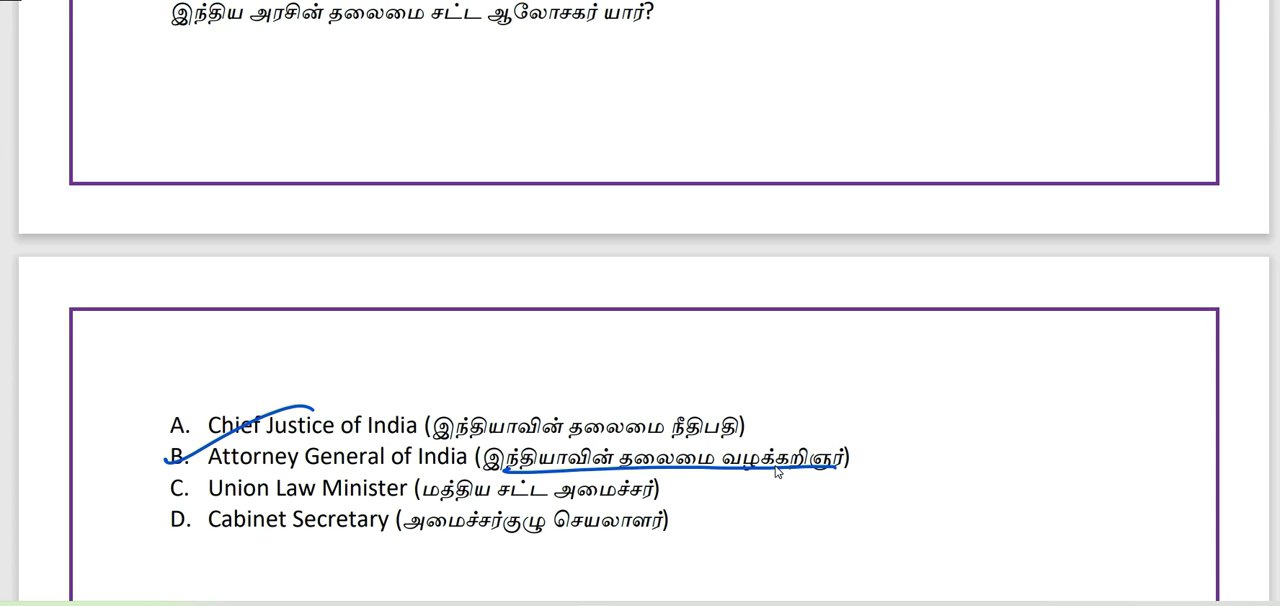 இந்திய அரசின் தலைமை சட்ட ஆலோசகர் யார்?
A. Chief Justice of India (இந்தியாவின் தலைமை நீதிபதி)
B. Attorney General of India (இந்தியாவின் தலைமை வழக்கறிஞர்)
C. Union Law Minister (மத்திய சட்ட அமைச்சர்)
D. Cabinet Secretary (அமைச்சர்குழு செயலாளர்)